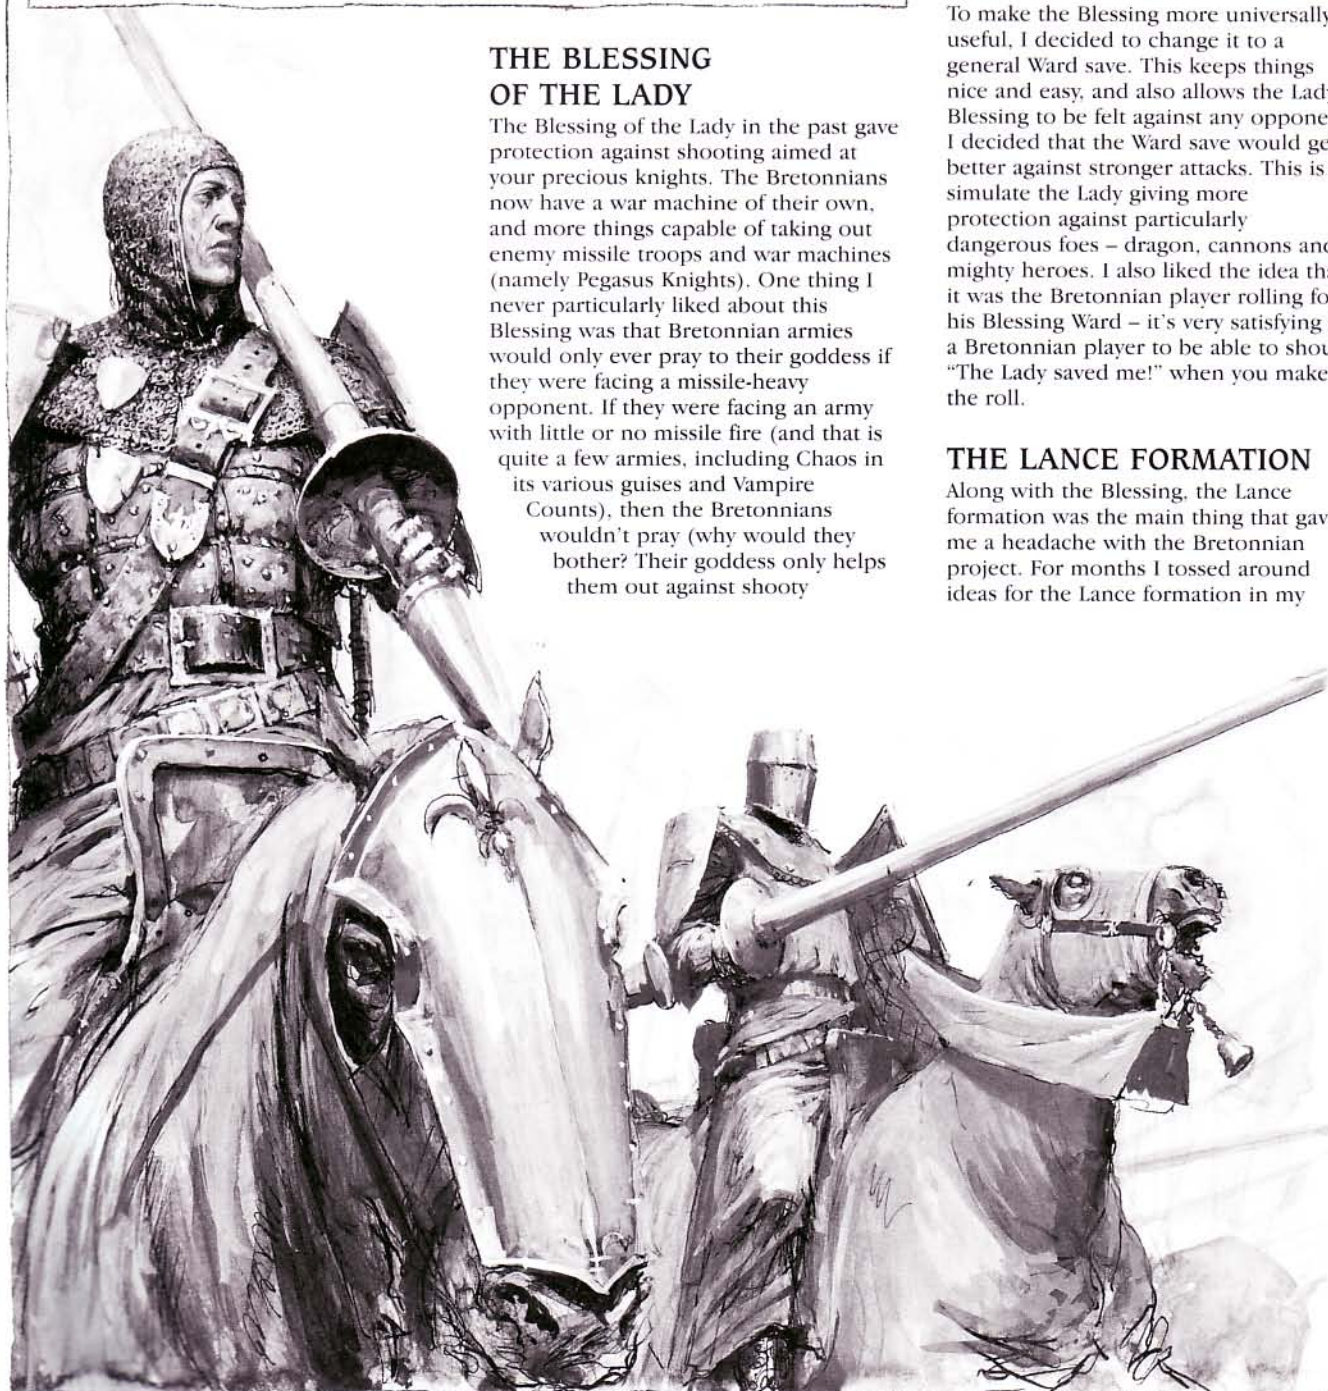 THE BLESSING
OF THE LADY
The Blessing of the Lady in the past gave
protection against shooting aimed at
your precious knights. The Bretonnians
now have a war machine of their own,
and more things capable of taking out
enemy missile troops and war machines
(namely Pegasus Knights). One thing I
never particularly liked about this
Blessing was that Bretonnian armies
would only ever pray to their goddess if
they were facing a missile-heavy
opponent. If they were facing an army
with little or no missile fire (and that is
quite a few armies, including Chaos in
its various guises and Vampire
Counts), then the Bretonnians
wouldn't pray (why would they
bother? Their goddess only helps
them out against shooty
To make the Blessing more universally
useful, I decided to change it to a
general Ward save. This keeps things
nice and easy, and also allows the Lady
Blessing to be felt against any oppone
I decided that the Ward save would ge
better against stronger attacks. This is
simulate the Lady giving more
protection against particularly
dangerous foes – dragon, cannons and
mighty heroes. I also liked the idea th
it was the Bretonnian player rolling fo
his Blessing Ward – it's very satisfying
a Bretonnian player to be able to shou
"The Lady saved me!" when you make
the roll.
THE LANCE FORMATION
Along with the Blessing, the Lance
formation was the main thing that gav
me a headache with the Bretonnian
project. For months I tossed around
ideas for the Lance formation in my